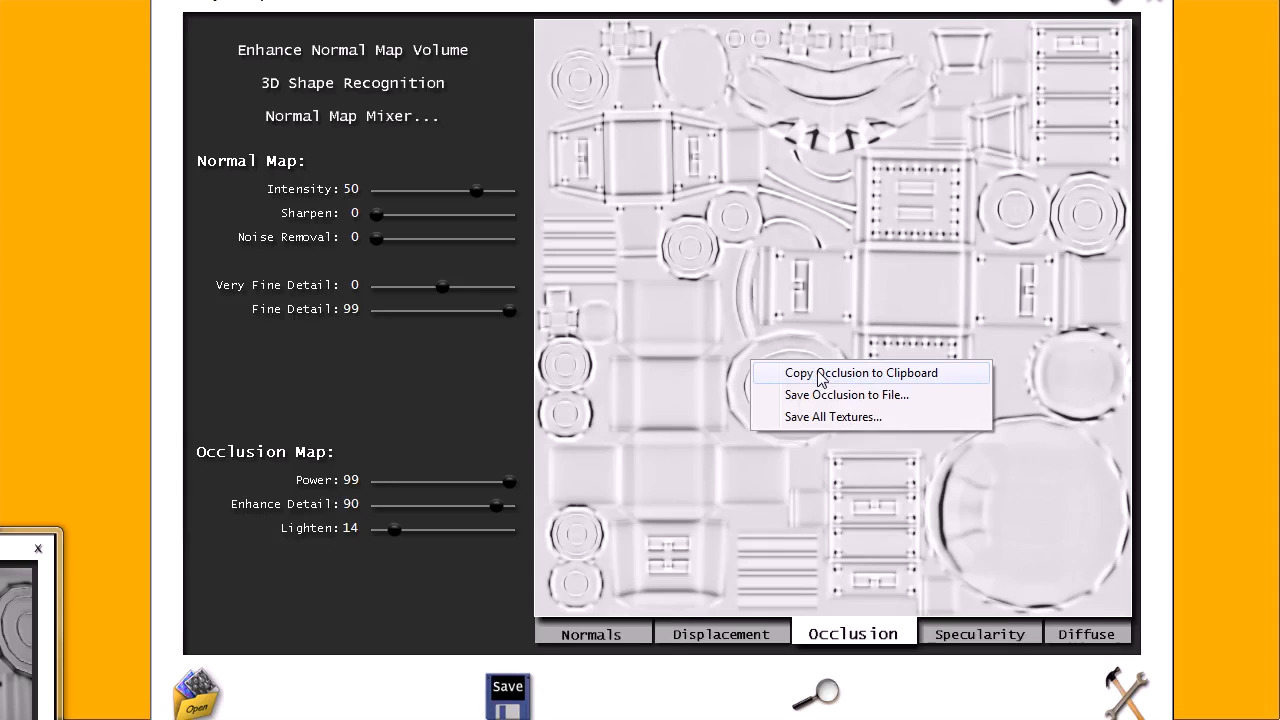 Enhance Normal Map Volume
3D Shape Recognition
Normal Map Mixer...
Normal Map:
Intensity: 50
Sharpen: 0
Noise Removal: 0
Very Fine Detail: 0
Fine Detail: 99
Copy Occlusion to Clipboard
Save Occlusion to File...
Save All Textures...
Occlusion Map:
Power: 99
Enhance Detail: 90
Lighten: 14
x
Normals Displacement Occlusion Specularity Diffuse
Open
Save